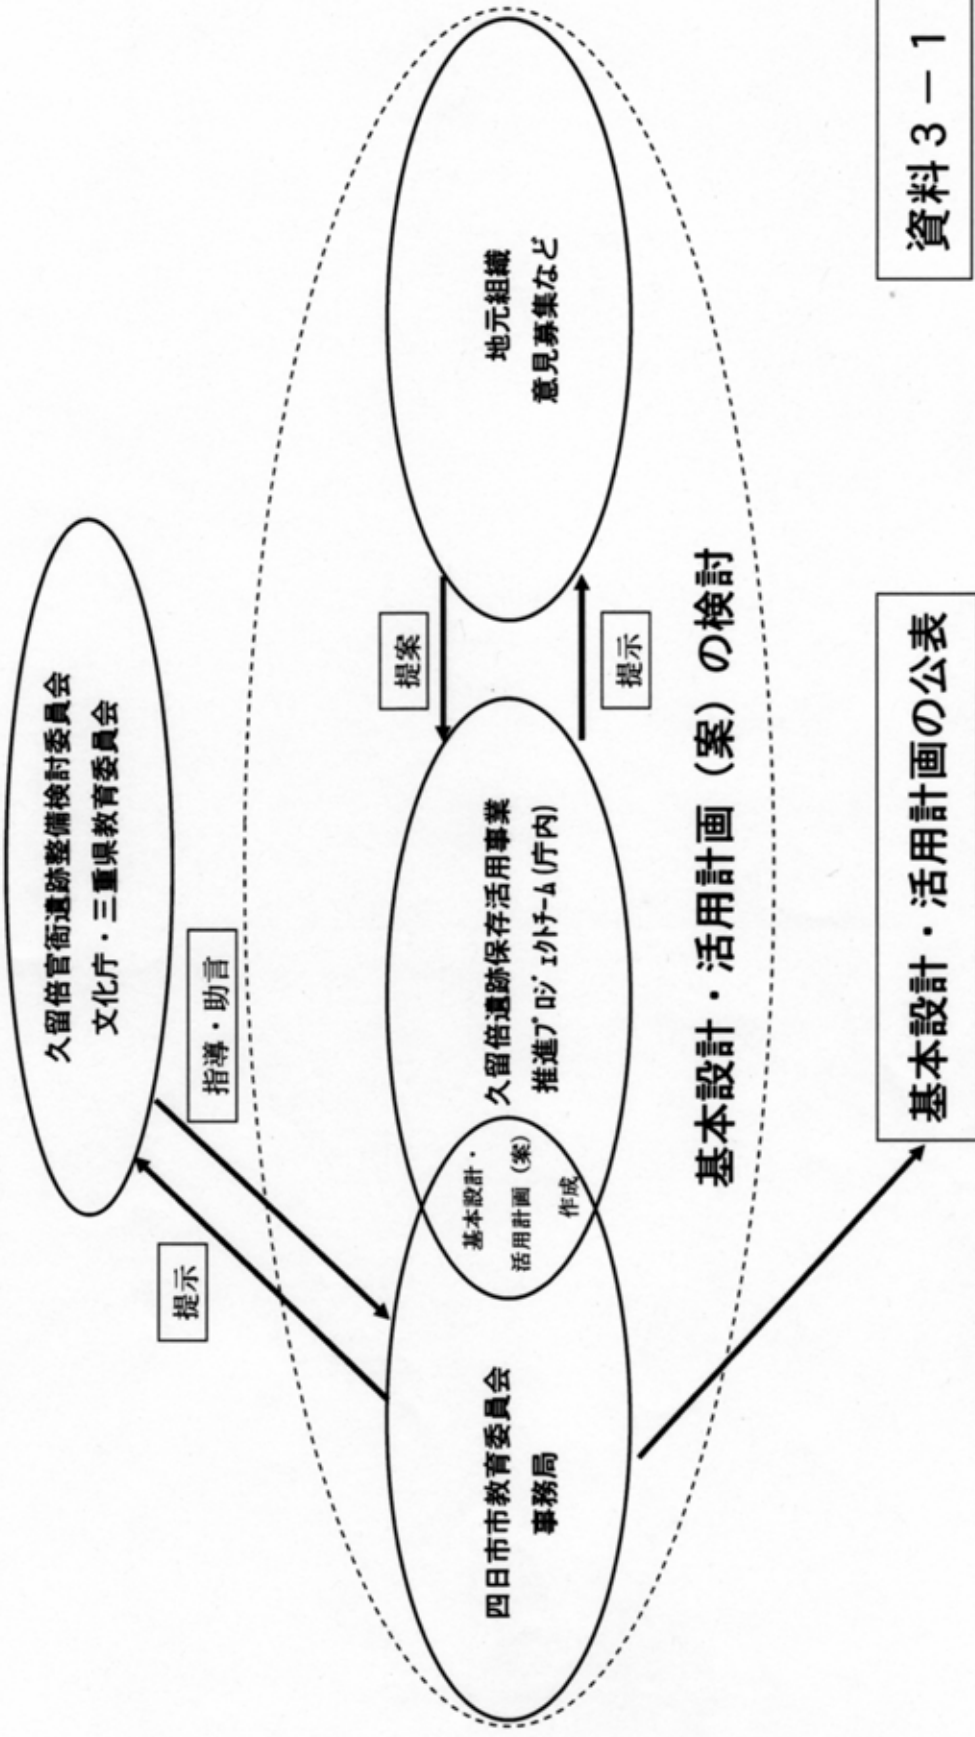 久留倍官衙遺跡整備検討委員会
文化庁・三重県教育委員会
提示
指導・助言
四日市市教育委員会
事務局
基本設計・
活用計画（案）
作成
久留倍遺跡保存活用事業
推進ﾌﾟﾛｼﾞｪｸﾄﾁｰﾑ(庁内)
提案
提示
地元組織
意見募集など
基本設計・活用計画（案）の検討
基本設計・活用計画の公表
資料３－１